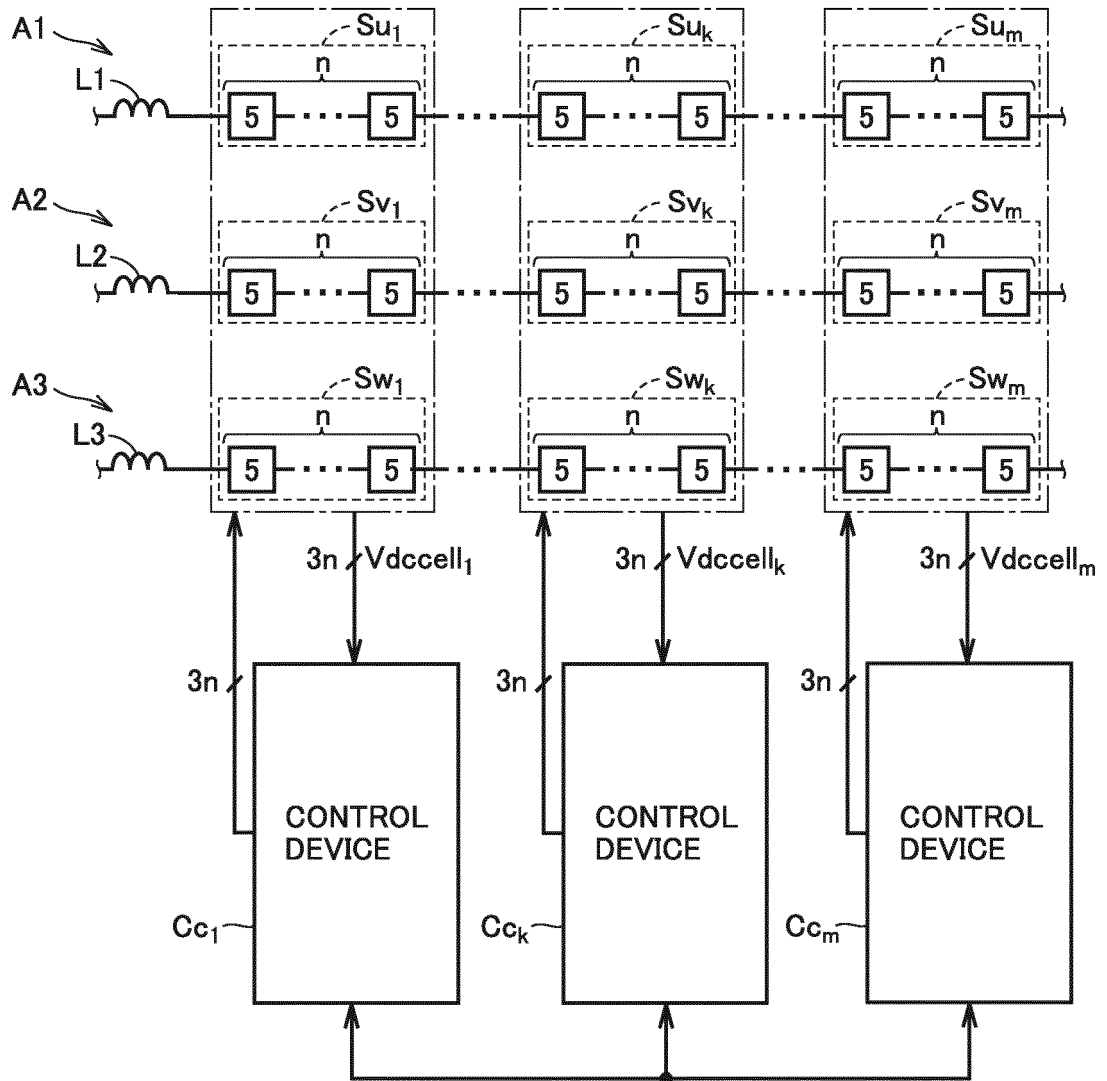 A1
L1
Su1 Suk Sum
n n n
5 5 5 5 5 5
A2
L2
Sv1 Svk Svm
n n n
5 5 5 5 5 5
A3
L3
Sw1 Swk Swm
n n n
5 5 5 5 5 5
3n Vdccell1 3n Vdccellk 3n Vdccellm
3n 3n 3n
CONTROL DEVICE
CONTROL DEVICE
CONTROL DEVICE
Cc1 Cck Ccm